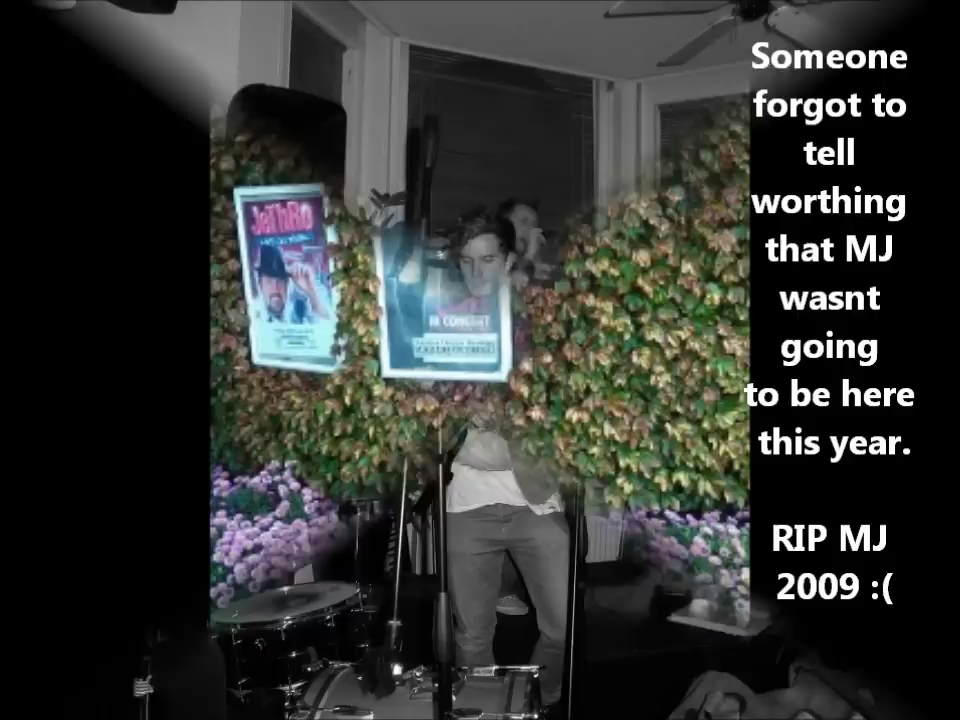 Someone
forgot to
tell
worthing
that MJ
wasnt
going
to be here
this year.
RIP MJ
2009 :(
JeThRo
IN CONCERT